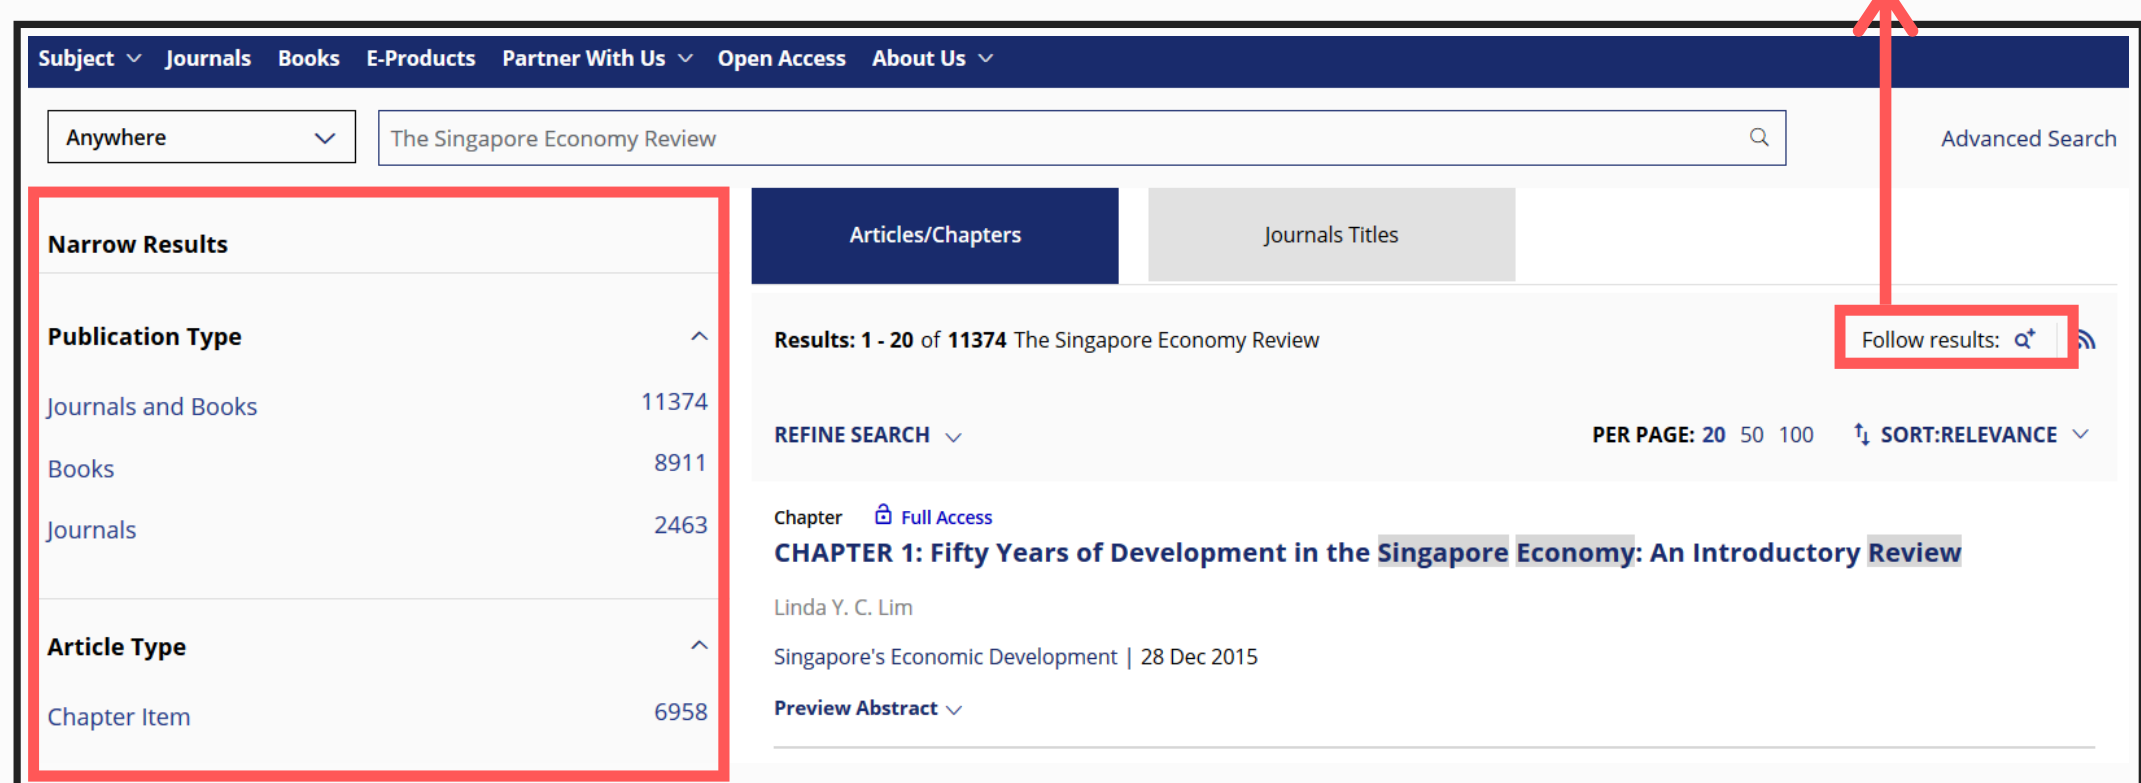 Subject Journals Books E-Products Partner With Us Open Access About Us
Anywhere
The Singapore Economy Review
Advanced Search
Narrow Results
Publication Type
Journals and Books 11374
Books 8911
Journals 2463
Article Type
Chapter Item 6958
Articles/Chapters
Journals Titles
Results: 1 - 20 of 11374 The Singapore Economy Review
Follow results:
REFINE SEARCH
PER PAGE: 20 50 100
SORT:RELEVANCE
Chapter Full Access
CHAPTER 1: Fifty Years of Development in the Singapore Economy: An Introductory Review
Linda Y. C. Lim
Singapore's Economic Development | 28 Dec 2015
Preview Abstract